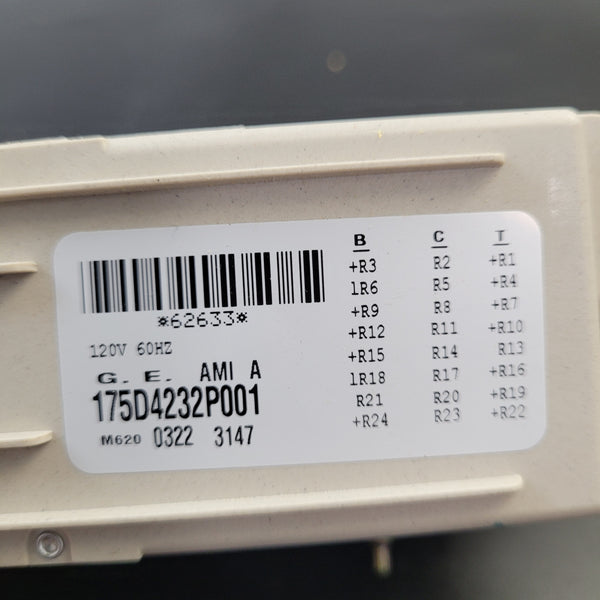 *62633*
120V 60HZ
G. E. AMI A
175D4232P001
M620 0322 3147
B C T
+R3 R2 +R1
1R6 R5 +R4
+R9 R8 +R7
+R12 R11 +R10
+R15 R14 R13
1R18 R17 +R16
R21 R20 +R19
+R24 R23 +R22